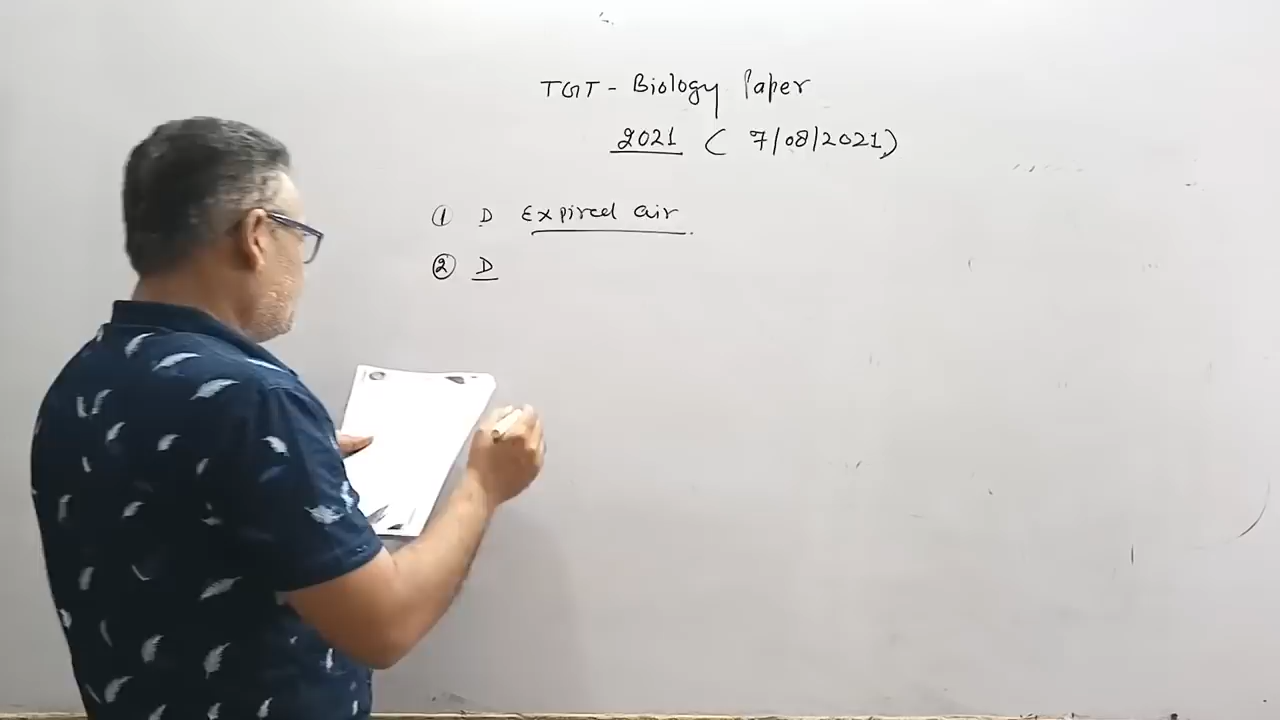 TGT - Biology Paper
2021 ( 7/08/2021)
① D Expired air
② D